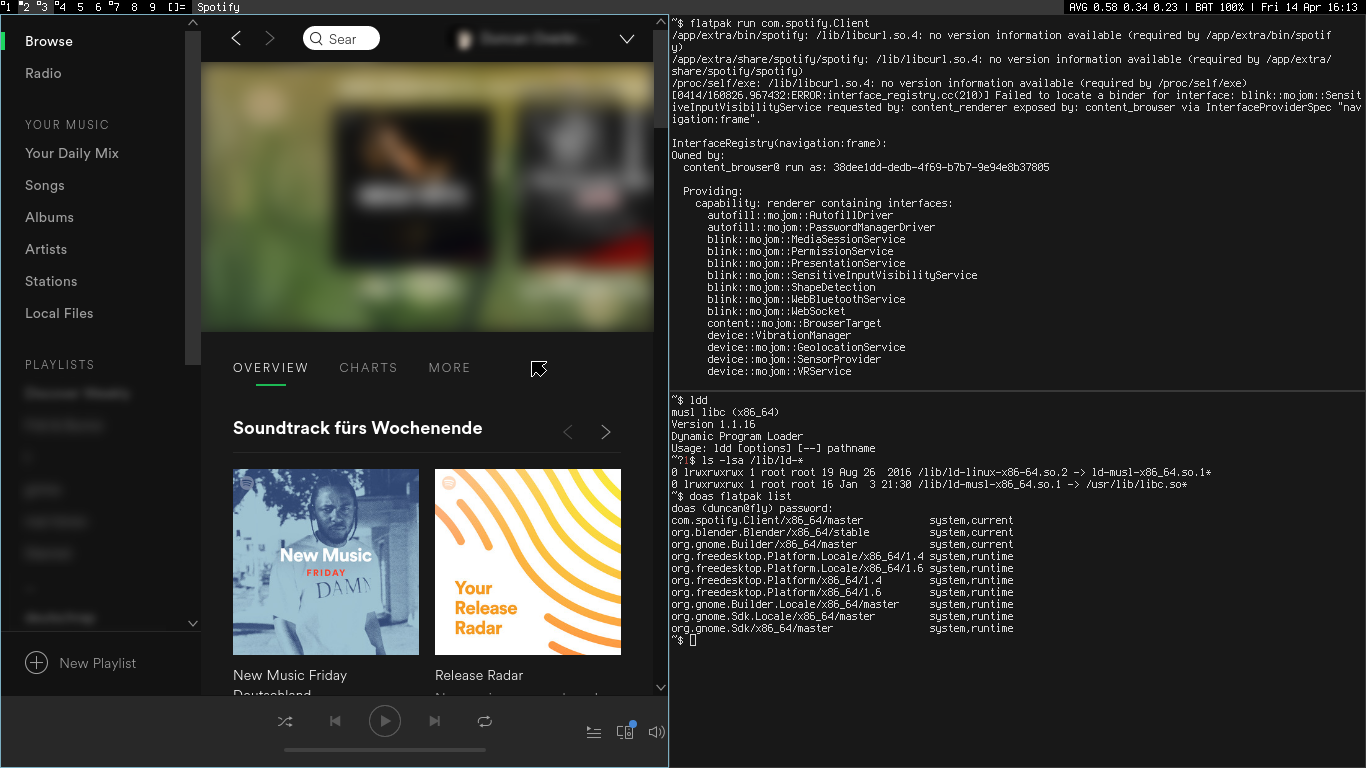 1 2 3 4 5 6 7 8 9 []= Spotify
AVG 0.58 0.34 0.23 | BAT 100% | Fri 14 Apr 16:13
Browse
Radio
YOUR MUSIC
Your Daily Mix
Songs
Albums
Artists
Stations
Local Files
PLAYLISTS
New Playlist
Sear
OVERVIEW CHARTS MORE
Soundtrack fürs Wochenende
New Music
FRIDAY
DAMN
Your
Release
Radar
New Music Friday
Deutschland
Release Radar
~$ flatpak run com.spotify.Client
/app/extra/bin/spotify: /lib/libcurl.so.4: no version information available (required by /app/extra/bin/spotif
y)
/app/extra/share/spotify/spotify: /lib/libcurl.so.4: no version information available (required by /app/extra/
share/spotify/spotify)
/proc/self/exe: /lib/libcurl.so.4: no version information available (required by /proc/self/exe)
[0414/160826.967432:ERROR:interface_registry.cc(210)] Failed to locate a binder for interface: blink::mojom::Sensit
iveInputVisibilityService requested by: content_renderer exposed by: content_browser via InterfaceProviderSpec "nav
igation:frame".
InterfaceRegistry(navigation:frame):
Owned by:
content_browser@ run as: 38dee1dd-dedb-4f69-b7b7-9e94e8b37805
Providing:
capability: renderer containing interfaces:
autofill::mojom::AutofillDriver
autofill::mojom::PasswordManagerDriver
blink::mojom::MediaSessionService
blink::mojom::PermissionService
blink::mojom::PresentationService
blink::mojom::SensitiveInputVisibilityService
blink::mojom::ShapeDetection
blink::mojom::WebBluetoothService
blink::mojom::WebSocket
content::mojom::BrowserTarget
device::VibrationManager
device::mojom::GeolocationService
device::mojom::SensorProvider
device::mojom::VRService
~$ ldd
musl libc (x86_64)
Version 1.1.16
Dynamic Program Loader
Usage: ldd [options] [--] pathname
~?1$ ls -lsa /lib/ld-*
0 lrwxrwxrwx 1 root root 19 Aug 26 2016 /lib/ld-linux-x86-64.so.2 -> ld-musl-x86_64.so.1*
0 lrwxrwxrwx 1 root root 16 Jan 3 21:30 /lib/ld-musl-x86_64.so.1 -> /usr/lib/libc.so*
~$ doas flatpak list
doas (duncan@fly) password:
com.spotify.Client/x86_64/master system,current
org.blender.Blender/x86_64/stable system,current
org.gnome.Builder/x86_64/master system,current
org.freedesktop.Platform.Locale/x86_64/1.4 system,runtime
org.freedesktop.Platform.Locale/x86_64/1.6 system,runtime
org.freedesktop.Platform/x86_64/1.4 system,runtime
org.freedesktop.Platform/x86_64/1.6 system,runtime
org.gnome.Builder.Locale/x86_64/master system,runtime
org.gnome.Sdk.Locale/x86_64/master system,runtime
org.gnome.Sdk/x86_64/master system,runtime
~$